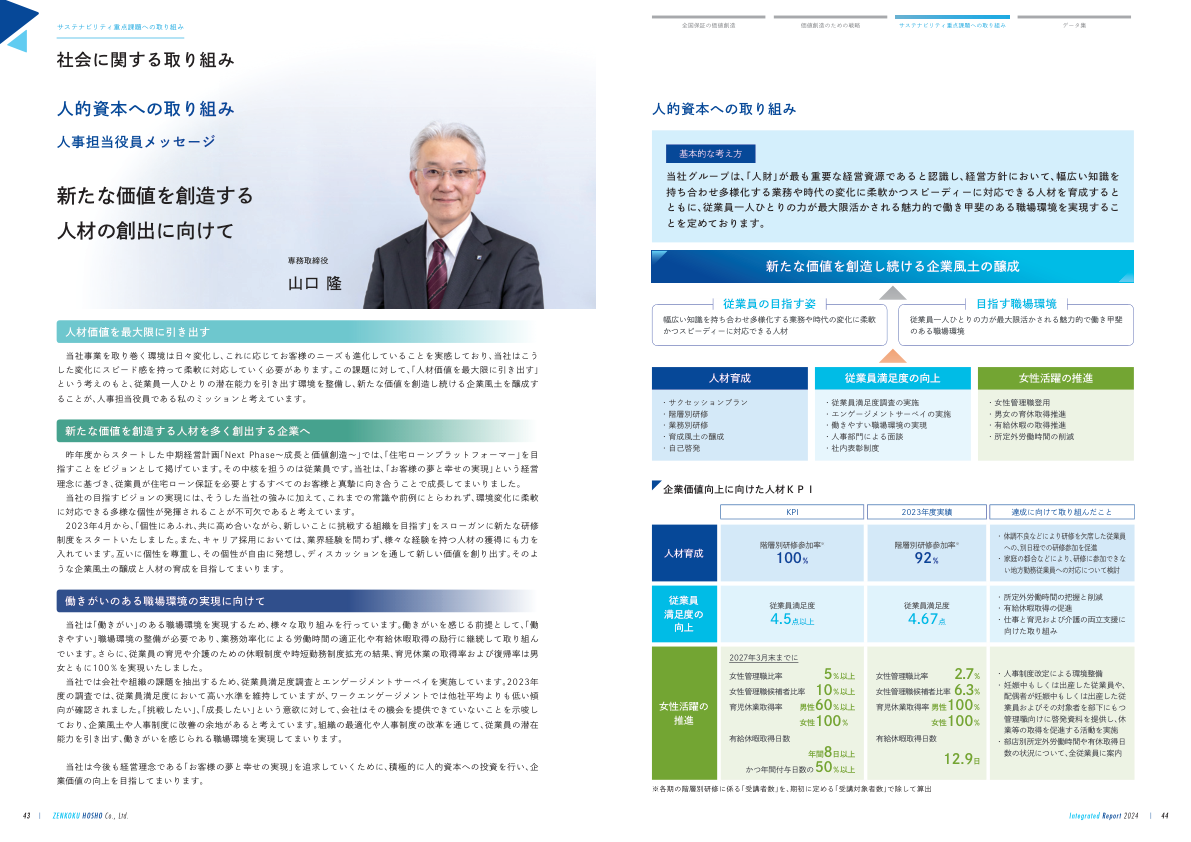 サステナビリティ重点課題への取り組み
社会に関する取り組み
人的資本への取り組み
人事担当役員メッセージ
新たな価値を創造する
人材の創出に向けて
専務取締役
山口 隆
人材価値を最大限に引き出す
当社事業を取り巻く環境は日々変化し、これに応じてお客様のニーズも進化していることを実感しており、当社はこう
した変化にスピード感を持って柔軟に対応していく必要があります。この課題に対して、「人材価値を最大限に引き出す」
という考えのもと、従業員一人ひとりの潜在能力を引き出す環境を整備し、新たな価値を創造し続ける企業風土を醸成す
ることが、人事担当役員である私のミッションと考えています。
新たな価値を創造する人材を多く創出する企業へ
昨年度からスタートした中期経営計画「Next Phase〜成長と価値創造〜」では、「住宅ローンプラットフォーマー」を目
指すことをビジョンとして掲げています。その中核を担うのは従業員です。当社は、「お客様の夢と幸せの実現」という経営
理念に基づき、従業員が住宅ローン保証を必要とするすべてのお客様と真摯に向き合うことで成長してまいりました。
当社の目指すビジョンの実現には、そうした当社の強みに加えて、これまでの常識や前例にとらわれず、環境変化に柔軟
に対応できる多様な個性が発揮されることが不可欠であると考えています。
2023年4月から、「個性にあふれ、共に高め合いながら、新しいことに挑戦する組織を目指す」をスローガンに新たな研修
制度をスタートいたしました。また、キャリア採用においては、業界経験を問わず、様々な経験を持つ人材の獲得にも力を
入れています。互いに個性を尊重し、その個性が自由に発想し、ディスカッションを通して新しい価値を創り出す。そのよ
うな企業風土の醸成と人材の育成を目指してまいります。
働きがいのある職場環境の実現に向けて
当社は「働きがい」のある職場環境を実現するため、様々な取り組みを行っています。働きがいを感じる前提として、「働
きやすい」職場環境の整備が必要であり、業務効率化による労働時間の適正化や有給休暇取得の励行に継続して取り組ん
でいます。さらに、従業員の育児や介護のための休暇制度や時短勤務制度拡充の結果、育児休業の取得率および復帰率は男
女ともに100%を実現いたしました。
当社では会社や組織の課題を抽出するため、従業員満足度調査とエンゲージメントサーベイを実施しています。2023年
度の調査では、従業員満足度において高い水準を維持していますが、ワークエンゲージメントでは他社平均よりも低い傾
向が確認されました。「挑戦したい」、「成長したい」という意欲に対して、会社はその機会を提供できていないことを示唆し
ており、企業風土や人事制度に改善の余地があると考えています。組織の最適化や人事制度の改革を通じて、従業員の潜在
能力を引き出す、働きがいを感じられる職場環境を実現してまいります。
当社は今後も経営理念である「お客様の夢と幸せの実現」を追求していくために、積極的に人的資本への投資を行い、企
業価値の向上を目指してまいります。
43 | ZENKOKU HOSHO Co., Ltd.
全国保証の価値創造
価値創造のための戦略
サステナビリティ重点課題への取り組み
データ集
人的資本への取り組み
基本的な考え方
当社グループは、「人財」が最も重要な経営資源であると認識し、経営方針において、幅広い知識を
持ち合わせ多様化する業務や時代の変化に柔軟かつスピーディーに対応できる人材を育成すると
ともに、従業員一人ひとりの力が最大限活かされる魅力的で働き甲斐のある職場環境を実現するこ
とを定めております。
新たな価値を創造し続ける企業風土の醸成
従業員の目指す姿
幅広い知識を持ち合わせ多様化する業務や時代の変化に柔軟
かつスピーディーに対応できる人材
目指す職場環境
従業員一人ひとりの力が最大限活かされる魅力的で働き甲斐
のある職場環境
人材育成
・サクセッションプラン
・階層別研修
・業務別研修
・育成風土の醸成
・自己啓発
従業員満足度の向上
・従業員満足度調査の実施
・エンゲージメントサーベイの実施
・働きやすい職場環境の実現
・人事部門による面談
・社内表彰制度
女性活躍の推進
・女性管理職登用
・男女の育休取得推進
・有給休暇の取得推進
・所定外労働時間の削減
企業価値向上に向けた人材KPI
KPI
2023年度実績
達成に向けて取り組んだこと
人材育成
階層別研修参加率※
100%
階層別研修参加率※
92%
・体調不良などにより研修を欠席した従業員
への、別日程での研修参加を促進
・家庭の都合などにより、研修に参加できな
い地方勤務従業員への対応について検討
従業員
満足度の
向上
従業員満足度
4.5点以上
従業員満足度
4.67点
・所定外労働時間の把握と削減
・有給休暇取得の促進
・仕事と育児および介護の両立支援に
向けた取り組み
女性活躍の
推進
2027年3月末までに
女性管理職比率 5%以上
女性管理職候補者比率 10%以上
育児休業取得率 男性60%以上
女性100%
有給休暇取得日数
年間8日以上
かつ年間付与日数の50%以上
女性管理職比率 2.7%
女性管理職候補者比率 6.3%
育児休業取得率 男性100%
女性100%
有給休暇取得日数
12.9日
・人事制度改定による環境整備
・妊娠中もしくは出産した従業員や、
配偶者が妊娠中もしくは出産した従
業員およびその対象者を部下にもつ
管理職向けに啓発資料を提供し、休
業等の取得を促進する活動を実施
・部店別所定外労働時間や有休取得日
数の状況について、全従業員に案内
※各期の階層別研修に係る「受講者数」を、期初に定める「受講対象者数」で除して算出
Integrated Report 2024 | 44